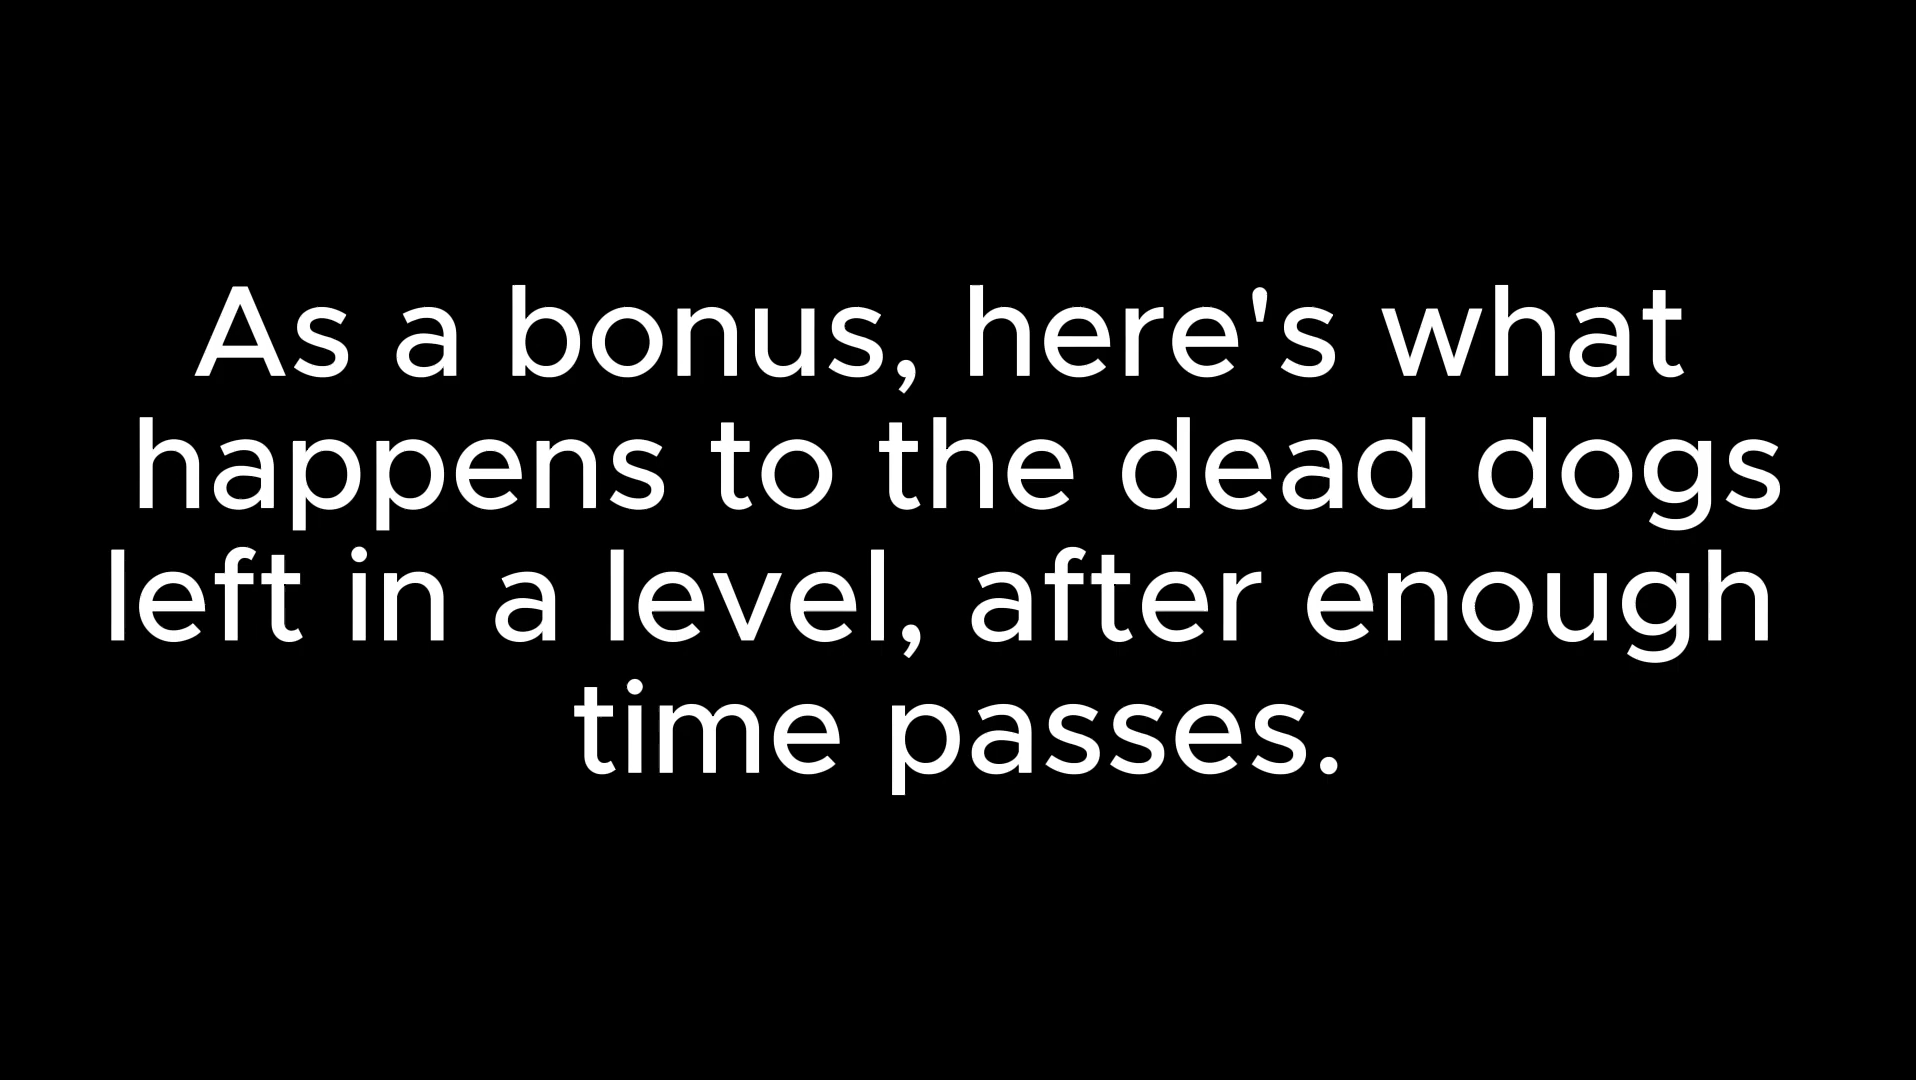 As a bonus, here's what
happens to the dead dogs
left in a level, after enough
time passes.